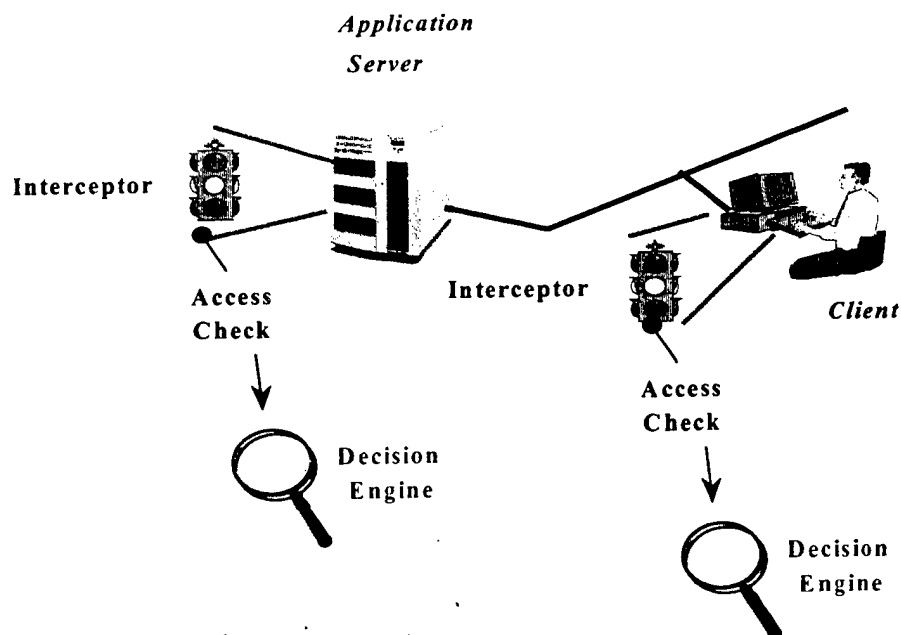 Application
Server
Interceptor
Access
Check
Decision
Engine
Interceptor
Client
Access
Check
Decision
Engine